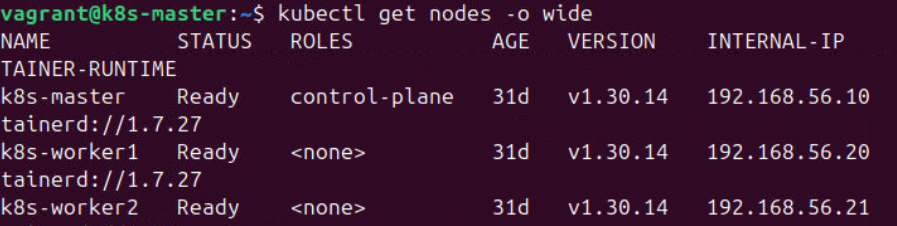 vagrant@k8s-master:~$ kubectl get nodes -o wide
NAME STATUS ROLES AGE VERSION INTERNAL-IP
TAINER-RUNTIME
k8s-master Ready control-plane 31d v1.30.14 192.168.56.10
tainerd://1.7.27
k8s-worker1 Ready <none> 31d v1.30.14 192.168.56.20
tainerd://1.7.27
k8s-worker2 Ready <none> 31d v1.30.14 192.168.56.21